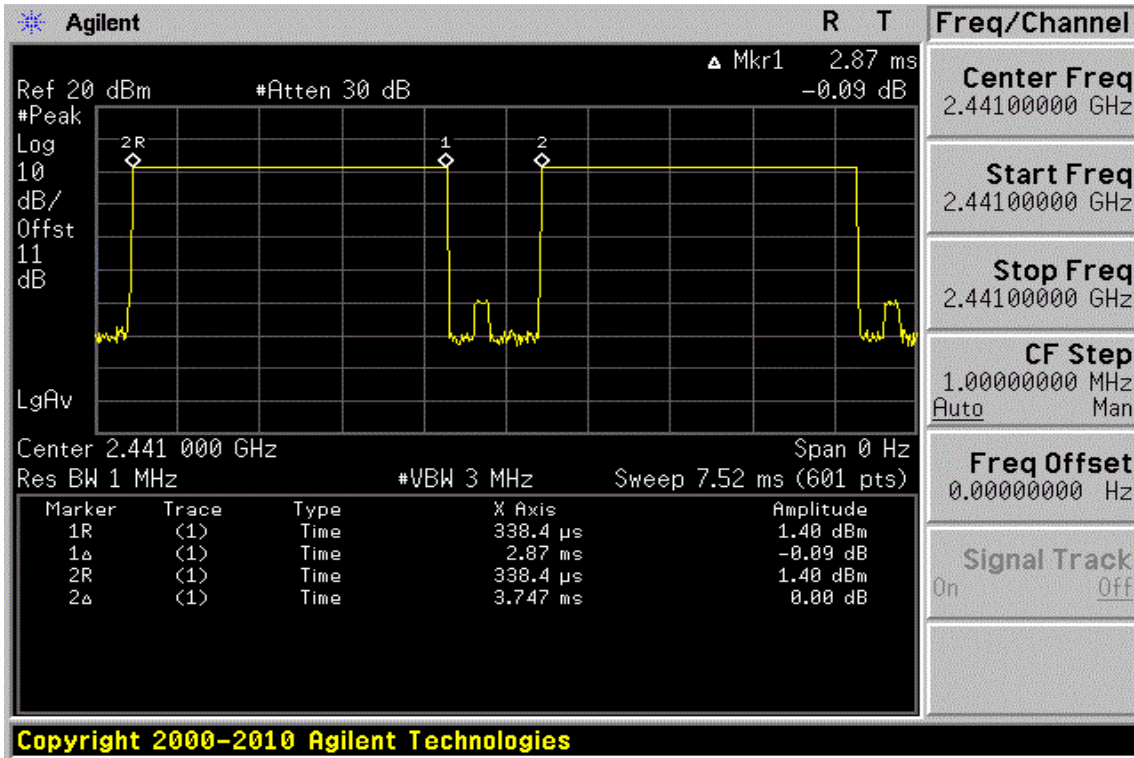 Agilent R T
Δ Mkr1 2.87 ms
Ref 20 dBm #Atten 30 dB -0.09 dB
#Peak
Log
10
dB/
Offst
11
dB
2R 1 2
LgAv
Center 2.441 000 GHz Span 0 Hz
Res BW 1 MHz #VBW 3 MHz Sweep 7.52 ms (601 pts)
Marker Trace Type X Axis Amplitude
1R (1) Time 338.4 µs 1.40 dBm
1Δ (1) Time 2.87 ms -0.09 dB
2R (1) Time 338.4 µs 1.40 dBm
2Δ (1) Time 3.747 ms 0.00 dB
Freq/Channel
Center Freq
2.44100000 GHz
Start Freq
2.44100000 GHz
Stop Freq
2.44100000 GHz
CF Step
1.00000000 MHz
Auto Man
Freq Offset
0.00000000 Hz
Signal Track
On Off
Copyright 2000-2010 Agilent Technologies